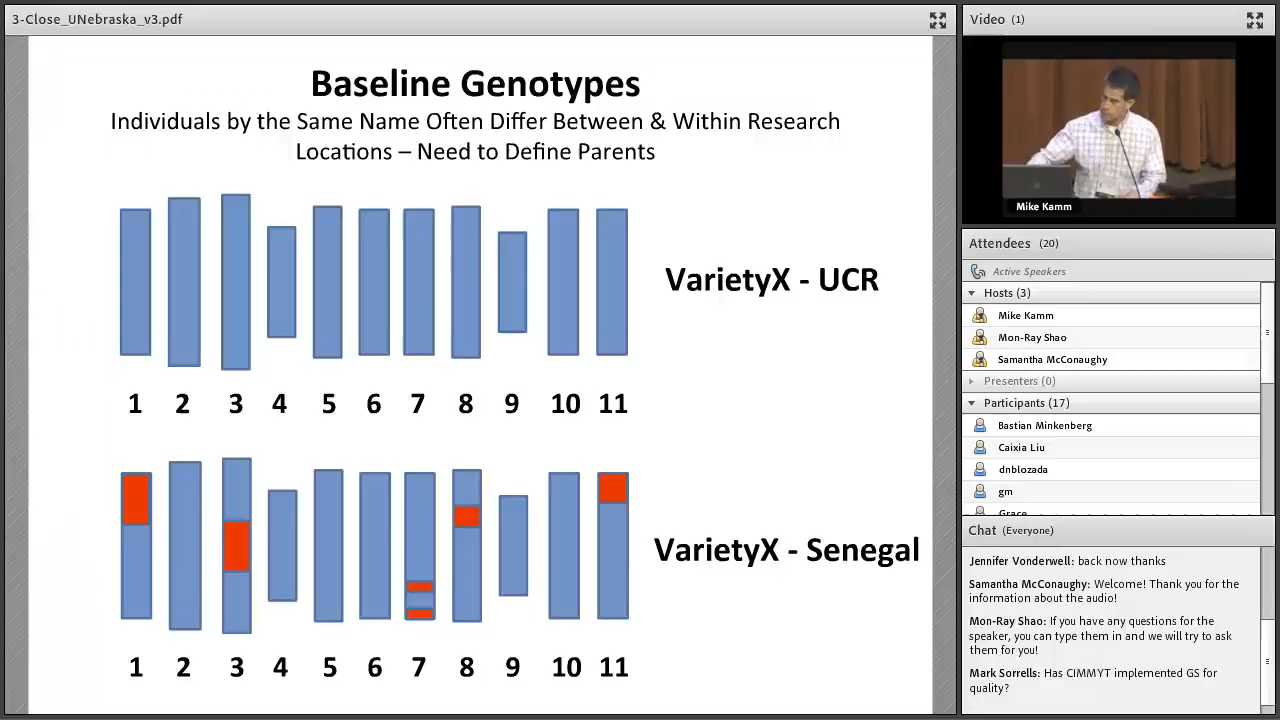 3-Close_UNebraska_v3.pdf
Baseline Genotypes
Individuals by the Same Name Often Differ Between & Within Research
Locations – Need to Define Parents
VarietyX - UCR
1 2 3 4 5 6 7 8 9 10 11
VarietyX - Senegal
1 2 3 4 5 6 7 8 9 10 11
Video (1)
Mike Kamm
Attendees (20)
Active Speakers
Hosts (3)
Mike Kamm
Mon-Ray Shao
Samantha McConaughy
Presenters (0)
Participants (17)
Bastian Minkenberg
Caixia Liu
dnblozada
gm
Grace
Chat (Everyone)
Jennifer Vonderwell: back now thanks
Samantha McConaughy: Welcome! Thank you for the
information about the audio!
Mon-Ray Shao: If you have any questions for the
speaker, you can type them in and we will try to ask
them for you!
Mark Sorrells: Has CIMMYT implemented GS for
quality?